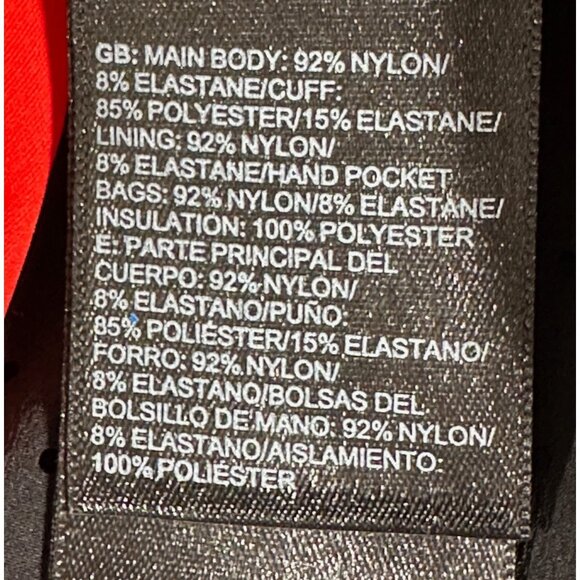 GB: MAIN BODY: 92% NYLON/
8% ELASTANE/CUFF:
85% POLYESTER/15% ELASTANE/
LINING: 92% NYLON/
8% ELASTANE/HAND POCKET
BAGS: 92% NYLON/8% ELASTANE/
INSULATION: 100% POLYESTER
E: PARTE PRINCIPAL DEL
CUERPO: 92% NYLON/
8% ELASTANO/PUÑO:
85% POLIÉSTER/15% ELASTANO/
FORRO: 92% NYLON/
8% ELASTANO/BOLSAS DEL
BOLSILLO DE MANO: 92% NYLON/
8% ELASTANO/AISLAMIENTO:
100% POLIÉSTER